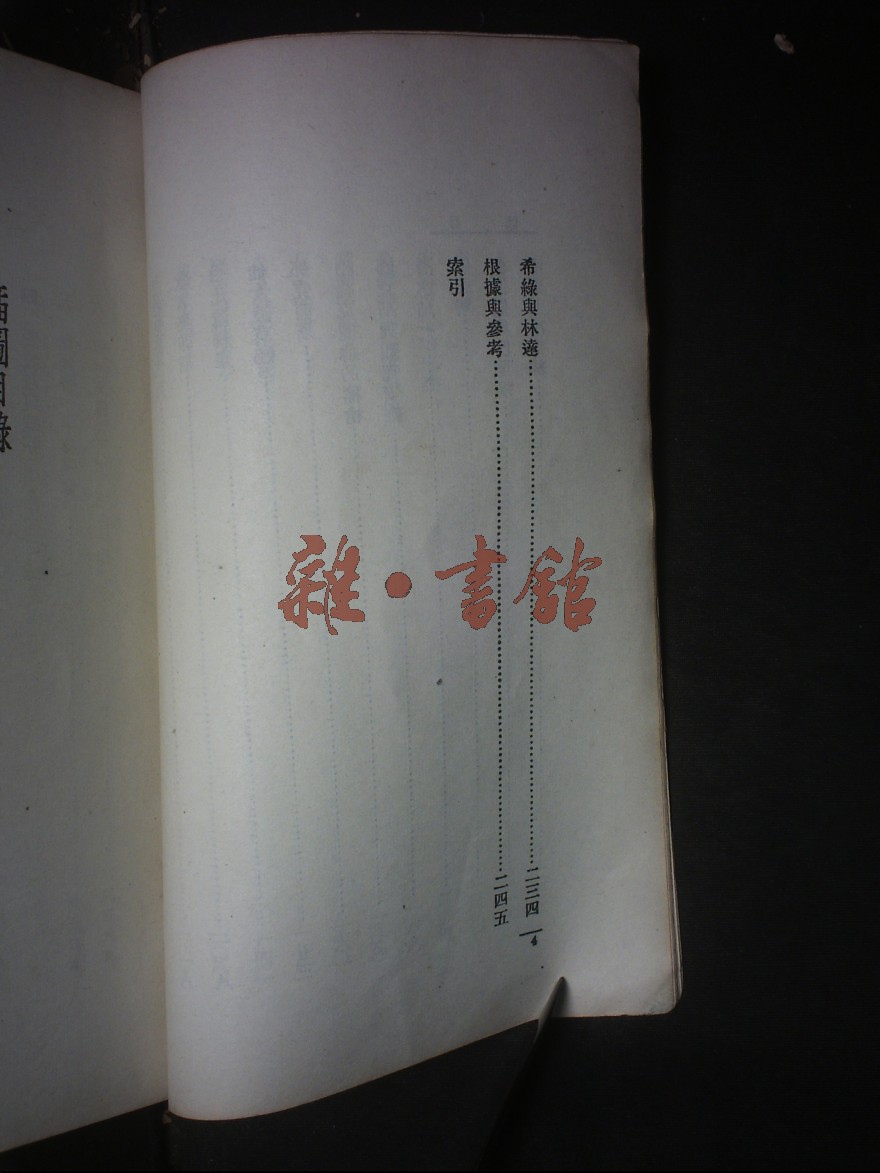 希綠與林達……二三四
根據與參考……二四五
索引
雜·書館